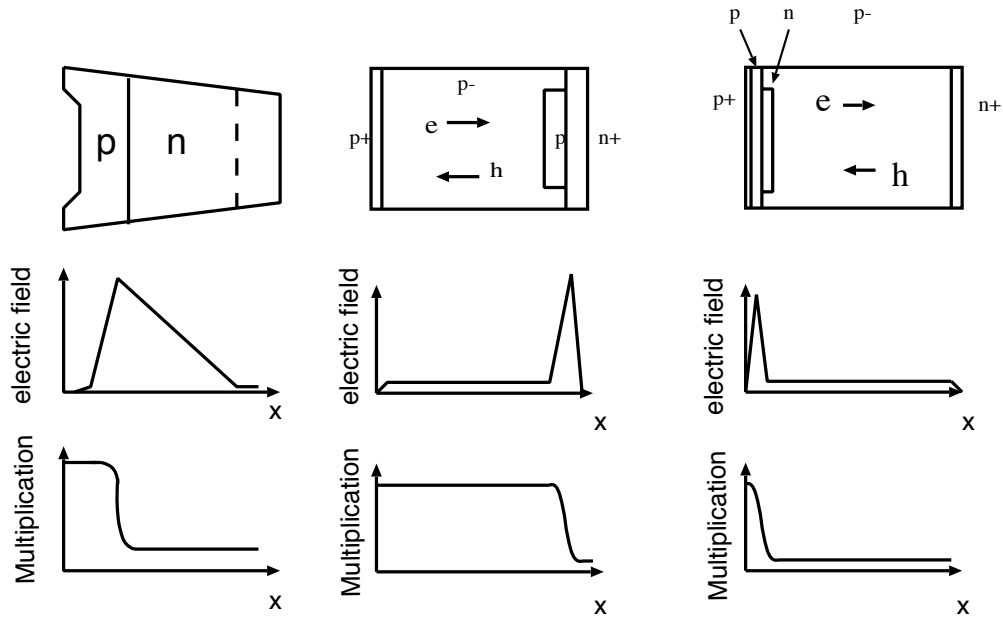 p n p-
p n
p+ p- e h p n+
p+ e h n+
electric field
x
electric field
x
electric field
x
Multiplication
x
Multiplication
x
Multiplication
x